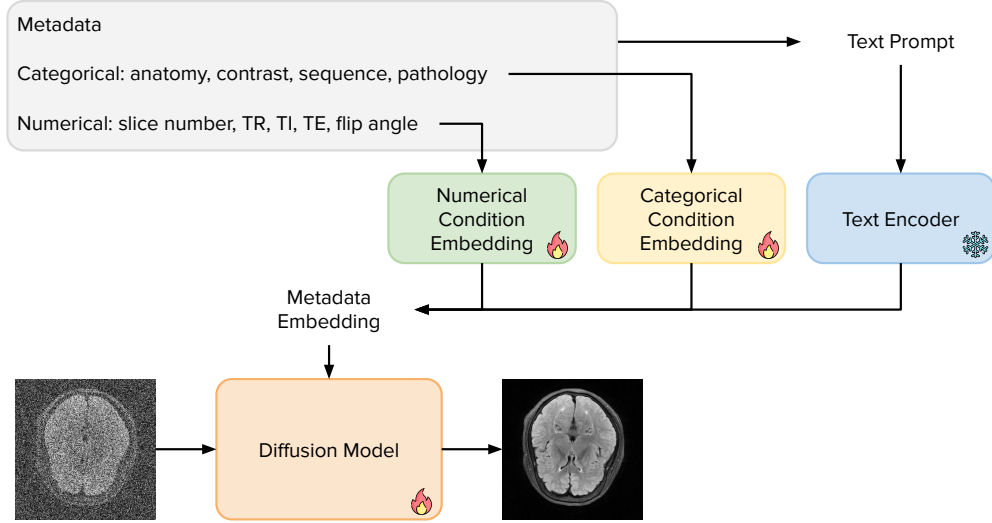 Metadata
Text Prompt
Categorical: anatomy, contrast, sequence, pathology
Numerical: slice number, TR, TI, TE, flip angle
Numerical
Condition
Embedding
Categorical
Condition
Embedding
Text Encoder
Metadata
Embedding
Diffusion Model